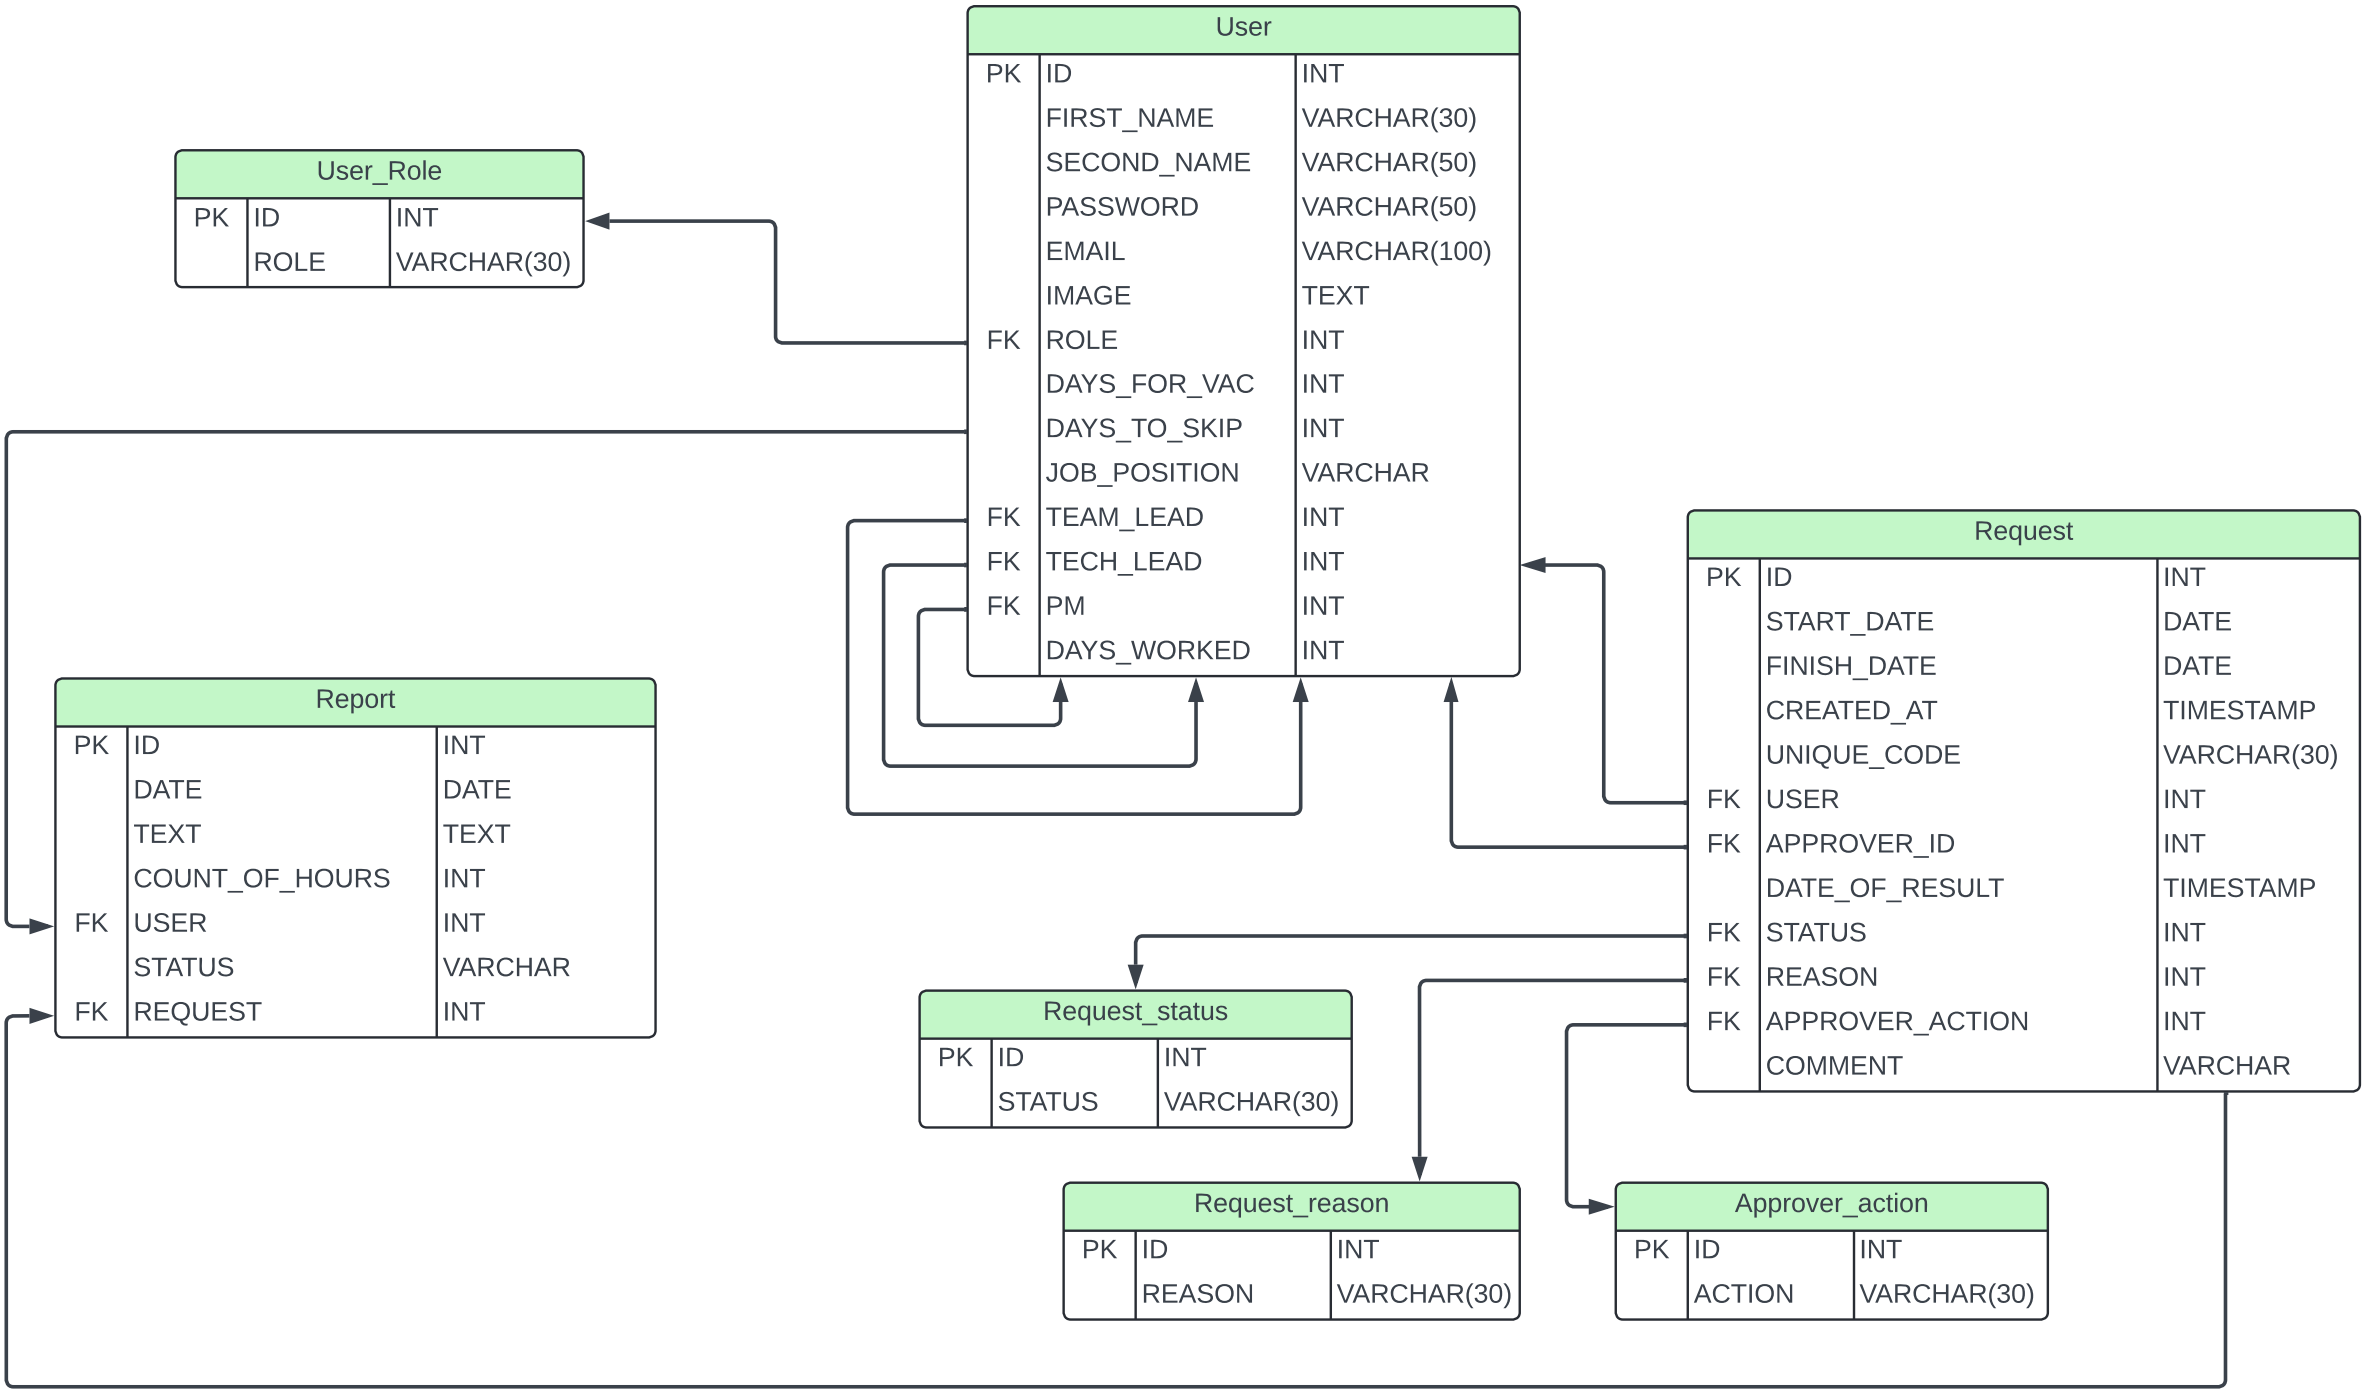 User
PK ID INT
FIRST_NAME VARCHAR(30)
SECOND_NAME VARCHAR(50)
PASSWORD VARCHAR(50)
EMAIL VARCHAR(100)
IMAGE TEXT
FK ROLE INT
DAYS_FOR_VAC INT
DAYS_TO_SKIP INT
JOB_POSITION VARCHAR
FK TEAM_LEAD INT
FK TECH_LEAD INT
FK PM INT
DAYS_WORKED INT
User_Role
PK ID INT
ROLE VARCHAR(30)
Request
PK ID INT
START_DATE DATE
FINISH_DATE DATE
CREATED_AT TIMESTAMP
UNIQUE_CODE VARCHAR(30)
FK USER INT
FK APPROVER_ID INT
DATE_OF_RESULT TIMESTAMP
FK STATUS INT
FK REASON INT
FK APPROVER_ACTION INT
COMMENT VARCHAR
Report
PK ID INT
DATE DATE
TEXT TEXT
COUNT_OF_HOURS INT
FK USER INT
STATUS VARCHAR
FK REQUEST INT
Request_status
PK ID INT
STATUS VARCHAR(30)
Request_reason
PK ID INT
REASON VARCHAR(30)
Approver_action
PK ID INT
ACTION VARCHAR(30)